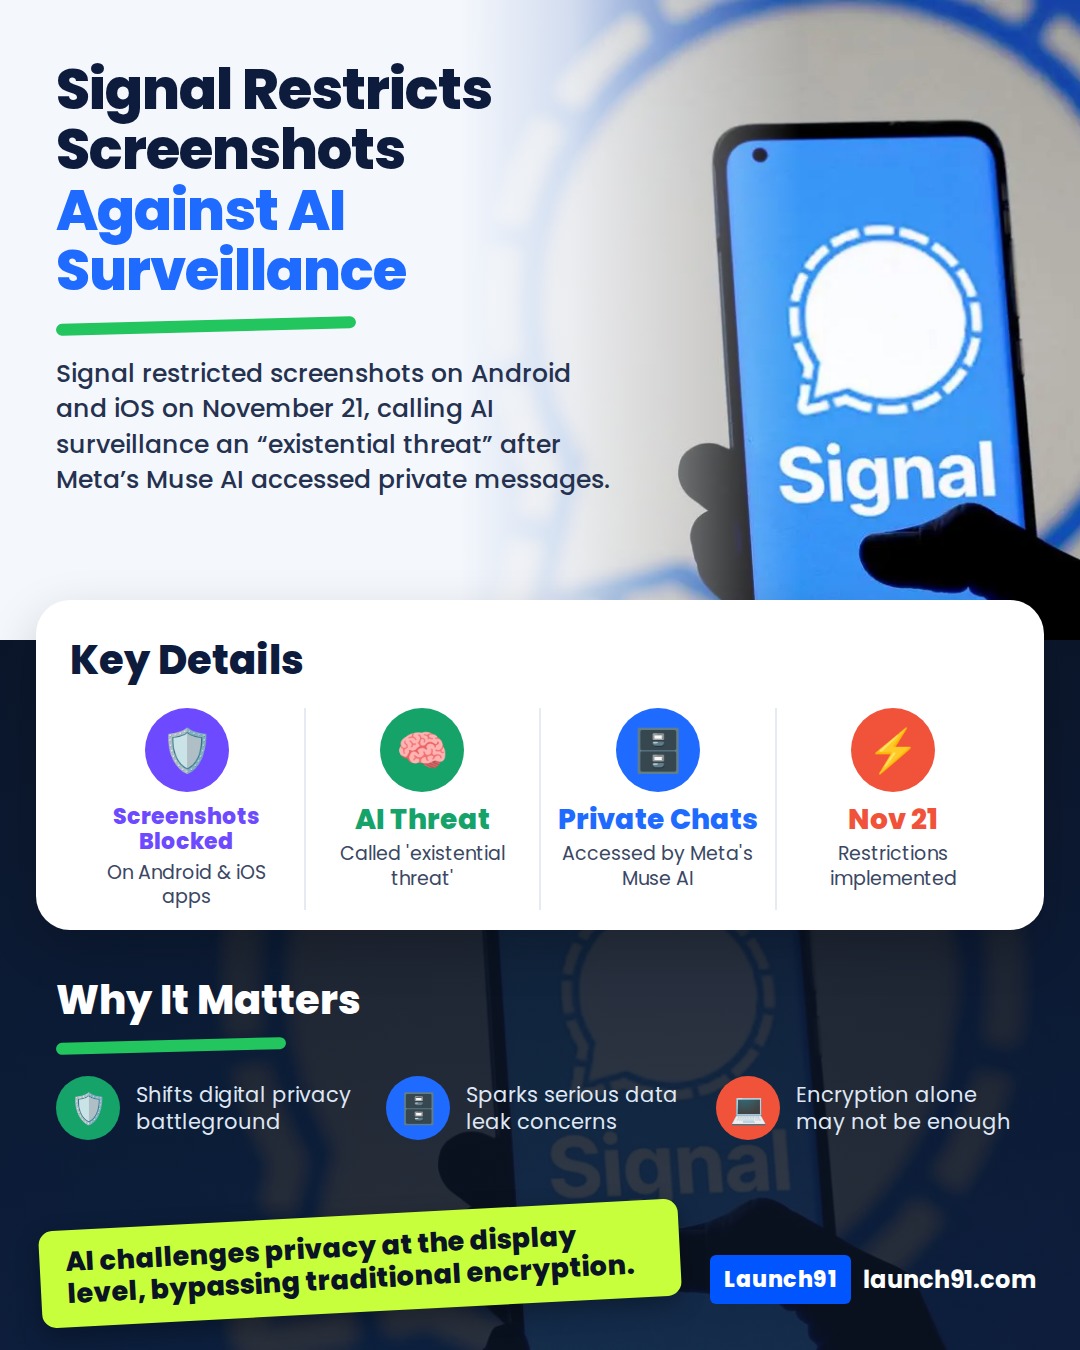 Signal Restricts
Screenshots
Against AI
Surveillance
Signal restricted screenshots on Android
and iOS on November 21, calling AI
surveillance an “existential threat” after
Meta’s Muse AI accessed private messages.
Signal
Key Details
Screenshots
Blocked
On Android & iOS
apps
AI Threat
Called 'existential
threat'
Private Chats
Accessed by Meta's
Muse AI
Nov 21
Restrictions
implemented
Why It Matters
Shifts digital privacy
battleground
Sparks serious data
leak concerns
Encryption alone
may not be enough
Signal
AI challenges privacy at the display
level, bypassing traditional encryption.
Launch91 launch91.com